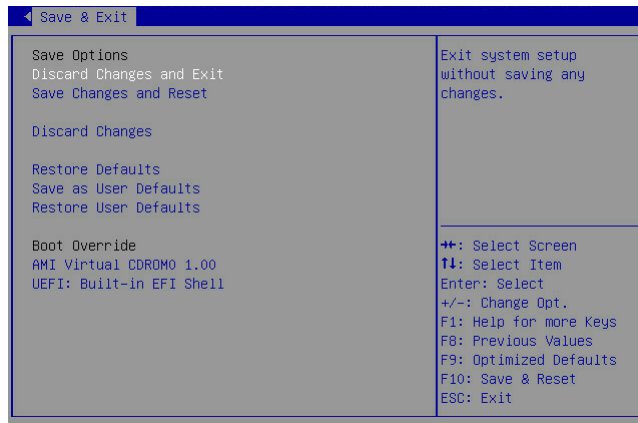 Save & Exit
Save Options
Discard Changes and Exit
Save Changes and Reset
Discard Changes
Restore Defaults
Save as User Defaults
Restore User Defaults
Boot Override
AMI Virtual CDROM0 1.00
UEFI: Built-in EFI Shell
Exit system setup
without saving any
changes.
→←: Select Screen
↑↓: Select Item
Enter: Select
+/-: Change Opt.
F1: Help for more Keys
F8: Previous Values
F9: Optimized Defaults
F10: Save & Reset
ESC: Exit